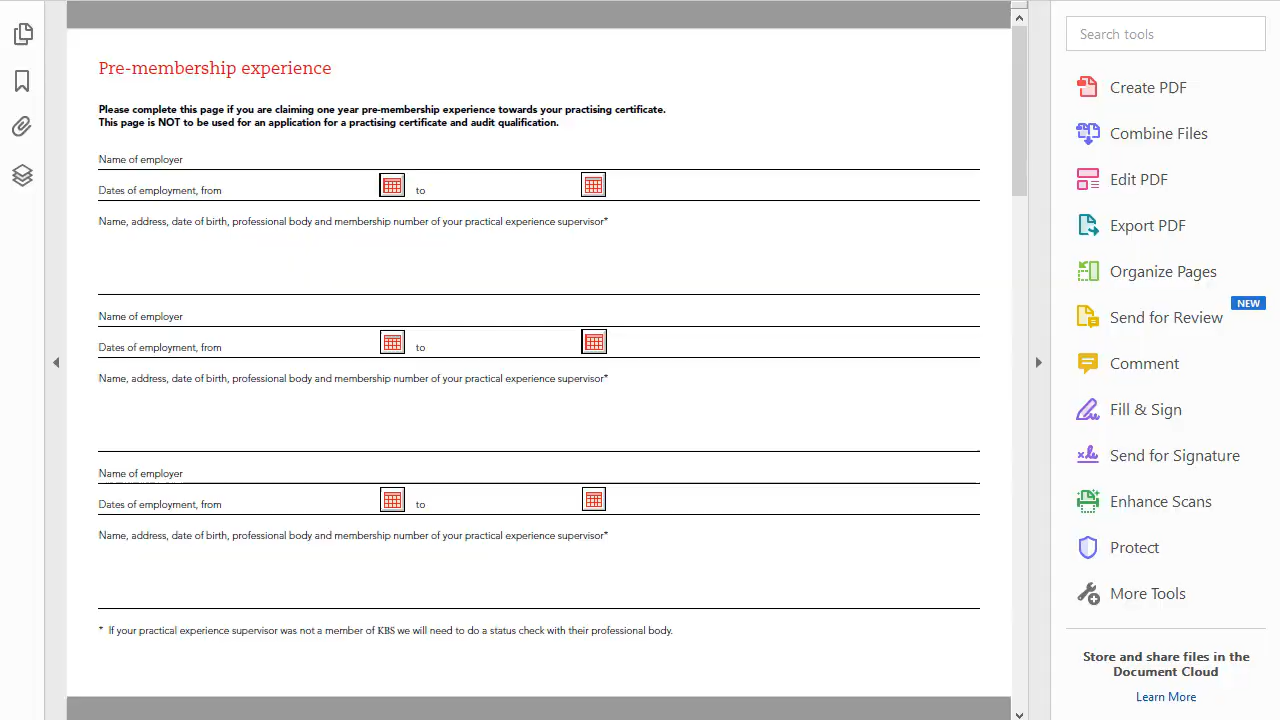 Pre-membership experience
Please complete this page if you are claiming one year pre-membership experience towards your practising certificate.
This page is NOT to be used for an application for a practising certificate and audit qualification.
Name of employer
Dates of employment, from to
Name, address, date of birth, professional body and membership number of your practical experience supervisor*
Name of employer
Dates of employment, from to
Name, address, date of birth, professional body and membership number of your practical experience supervisor*
Name of employer
Dates of employment, from to
Name, address, date of birth, professional body and membership number of your practical experience supervisor*
* If your practical experience supervisor was not a member of KBS we will need to do a status check with their professional body.
Search tools
Create PDF
Combine Files
Edit PDF
Export PDF
Organize Pages
NEW
Send for Review
Comment
Fill & Sign
Send for Signature
Enhance Scans
Protect
More Tools
Store and share files in the
Document Cloud
Learn More